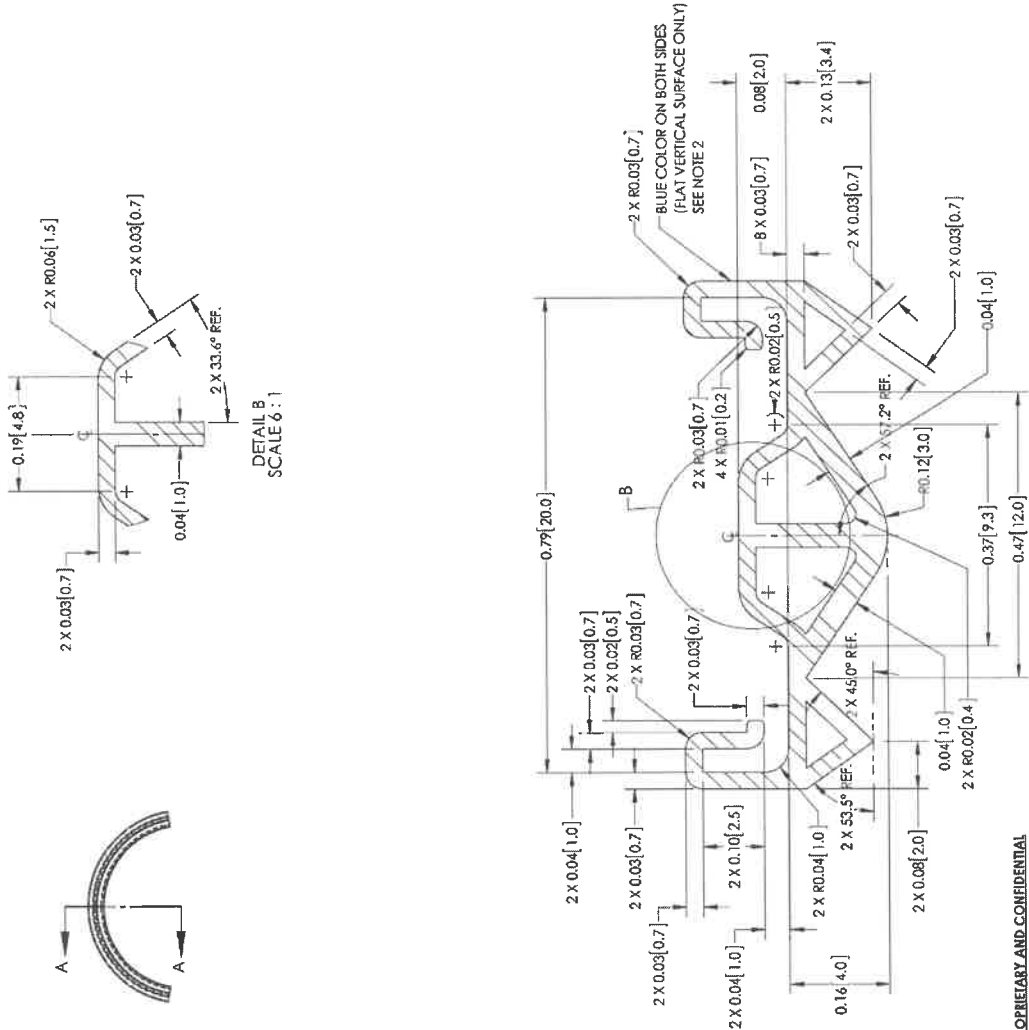 A
A
2 X 0.03[0.7]
0.19[4.8]
2 X R0.06[1.5]
2 X 0.03[0.7]
2 X 33.6° REF.
0.04[1.0]
DETAIL B
SCALE 6 : 1
0.79[20.0]
2 X R0.03[0.7]
BLUE COLOR ON BOTH SIDES
(FLAT VERTICAL SURFACE ONLY)
SEE NOTE 2
0.08[2.0]
2 X 0.13[3.4]
8 X 0.03[0.7]
2 X 0.03[0.7]
2 X 0.03[0.7]
0.04[1.0]
2 X R0.03[0.7]
4 X R0.01[0.2]
2 X R0.02[0.5]
B
2 X 67.2° REF.
R0.12[3.0]
0.37[9.3]
0.47[12.0]
2 X 0.03[0.7]
2 X 0.02[0.5]
2 X R0.03[0.7]
2 X 0.03[0.7]
2 X 0.04[1.0]
2 X 0.03[0.7]
2 X 0.10[2.5]
2 X 0.03[0.7]
2 X 0.04[1.0]
2 X R0.04[1.0]
2 X 53.5° REF.
2 X 45.0° REF.
0.04[1.0]
2 X R0.02[0.4]
2 X 0.08[2.0]
0.16[4.0]
OPRIETARY AND CONFIDENTIAL